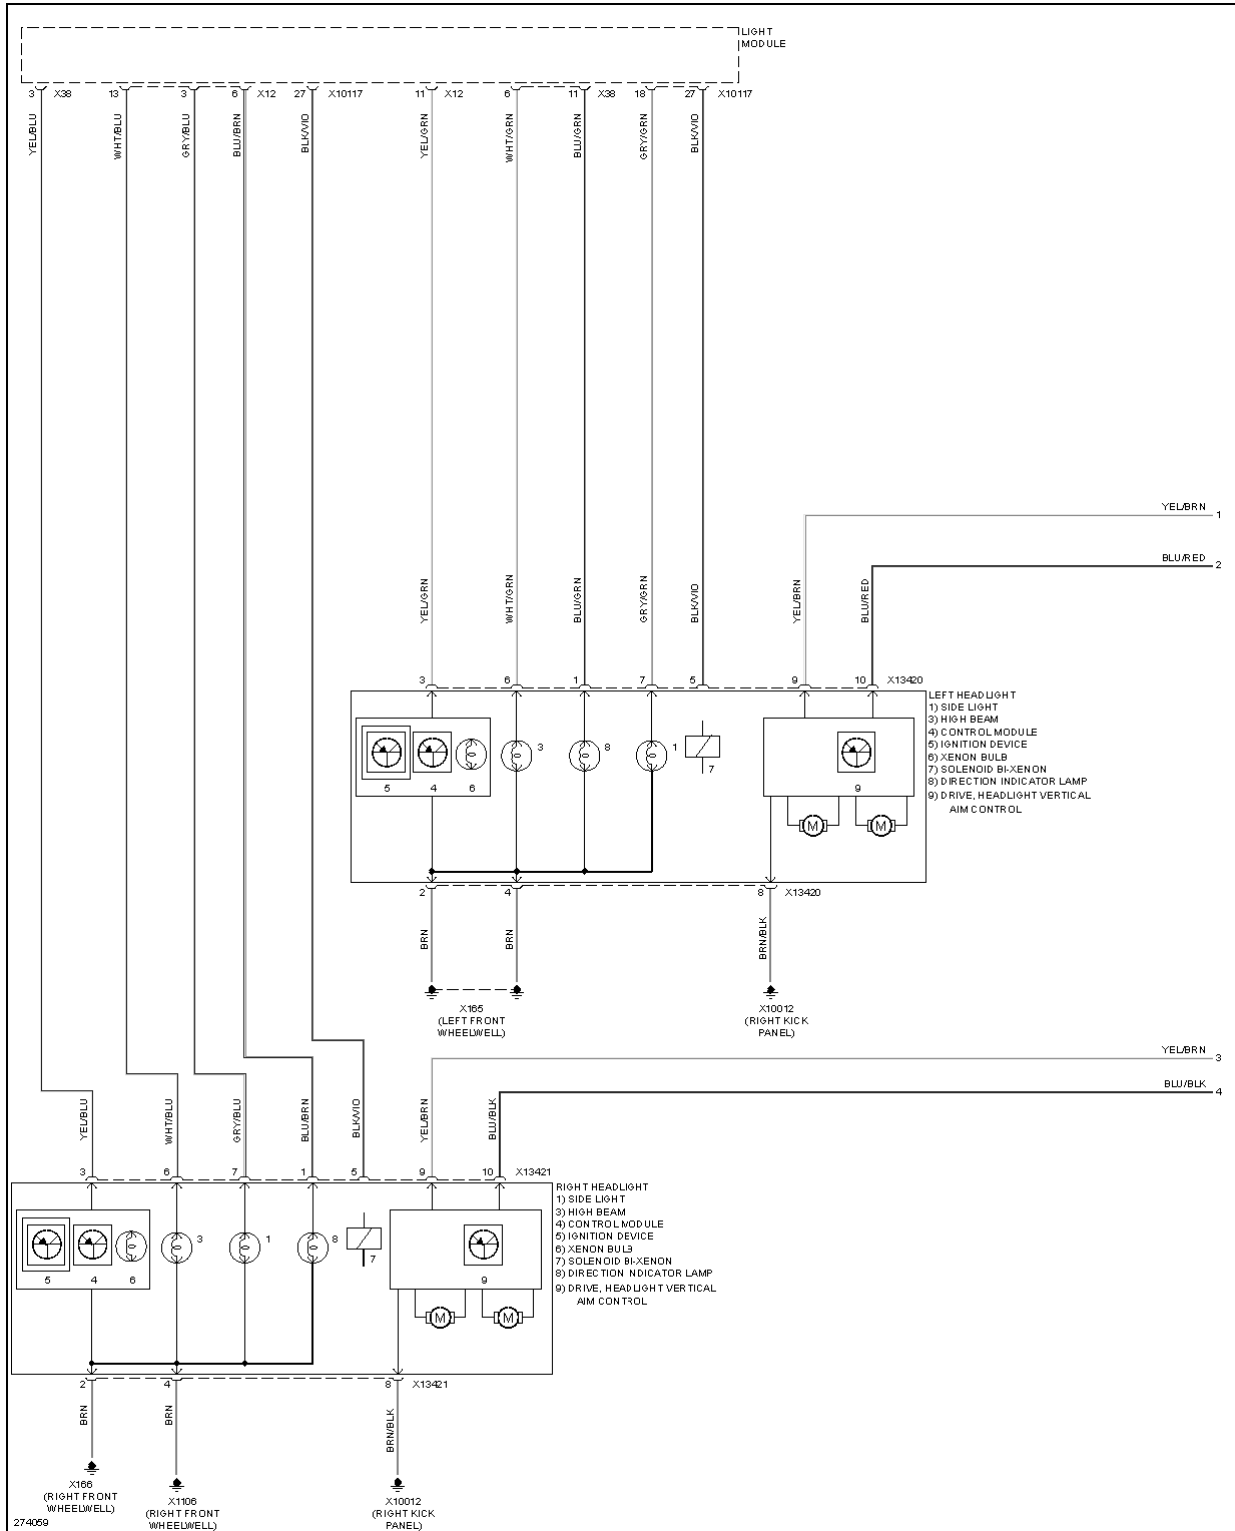 LIGHT
MODULE
3 X38 13 3 6 X12 27 X10117 11 X12 6 11 X38 18 27 X10117
YEL/BLU
WHT/BLU
GRY/BLU
BLU/BRN
BLK/VIO
YEL/GRN
WHT/GRN
BLU/GRN
GRY/GRN
BLK/VIO
YEL/BRN 1
BLU/RED 2
YEL/GRN
WHT/GRN
BLU/GRN
GRY/GRN
BLK/VIO
YEL/BRN
BLU/RED
3 6 1 7 5 9 10 X13420
LEFT HEADLIGHT
1) SIDE LIGHT
3) HIGH BEAM
4) CONTROL MODULE
5) IGNITION DEVICE
6) XENON BULB
7) SOLENOID BI-XENON
8) DIRECTION INDICATOR LAMP
9) DRIVE, HEADLIGHT VERTICAL
AIM CONTROL
3 8 1
7
5 4 6 9
M M
2 4 8 X13420
BRN
BRN
BRN/BLK
X165
(LEFT FRONT
WHEELWELL)
X10012
(RIGHT KICK
PANEL)
YEL/BRN 3
BLU/BLK 4
YEL/BLU
WHT/BLU
GRY/BLU
BLU/BRN
BLK/VIO
YEL/BRN
BLU/BLK
3 6 7 1 5 9 10 X13421
RIGHT HEADLIGHT
1) SIDE LIGHT
3) HIGH BEAM
4) CONTROL MODULE
5) IGNITION DEVICE
6) XENON BULB
7) SOLENOID BI-XENON
8) DIRECTION INDICATOR LAMP
9) DRIVE, HEADLIGHT VERTICAL
AIM CONTROL
3 1 8
7
5 4 6 9
M M
2 4 8 X13421
BRN
BRN
BRN/BLK
X166
(RIGHT FRONT
WHEELWELL)
X1106
(RIGHT FRONT
WHEELWELL)
X10012
(RIGHT KICK
PANEL)
274059